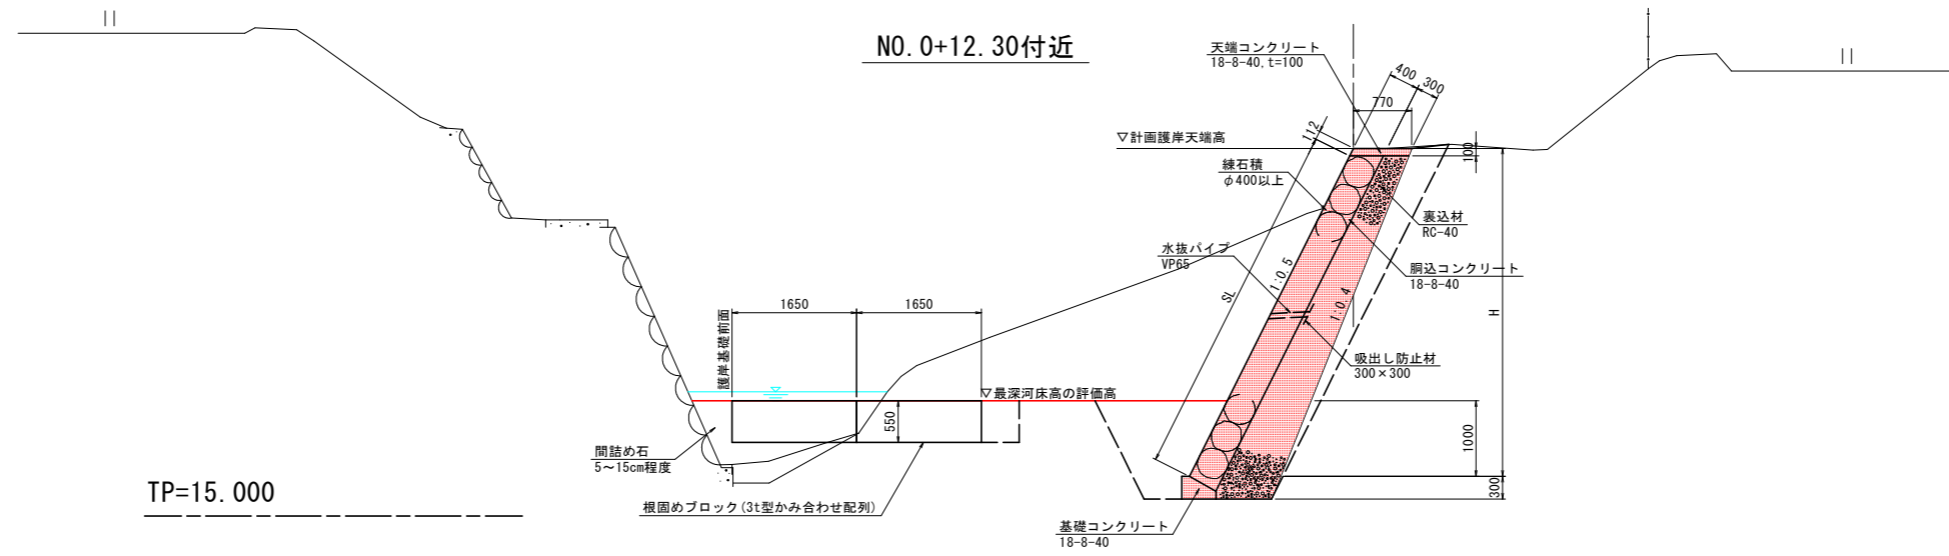 NO.0+12.30付近
天端コンクリート
18-8-40,t=100
400
300
770
112
▽計画護岸天端高
100
練石積
φ400以上
裏込材
RC-40
水抜パイプ
VP65
胴込コンクリート
18-8-40
1:0.5
SL
1:0.4
H
1650
1650
護岸基礎前面
吸出し防止材
300×300
▽最深河床高の評価高
550
1000
間詰め石
5～15cm程度
300
TP=15.000
根固めブロック(3t型かみ合わせ配列)
基礎コンクリート
18-8-40